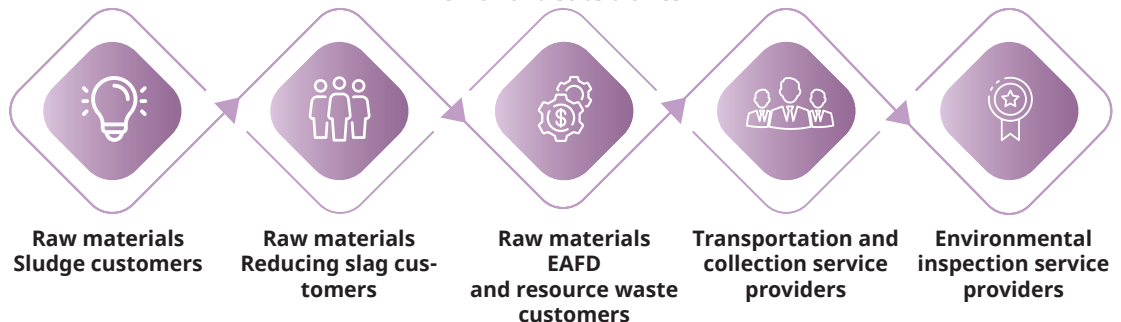 Raw materials
Sludge customers
Raw materials
Reducing slag cus-
tomers
Raw materials
EAFD
and resource waste
customers
Transportation and
collection service
providers
Environmental
inspection service
providers
$